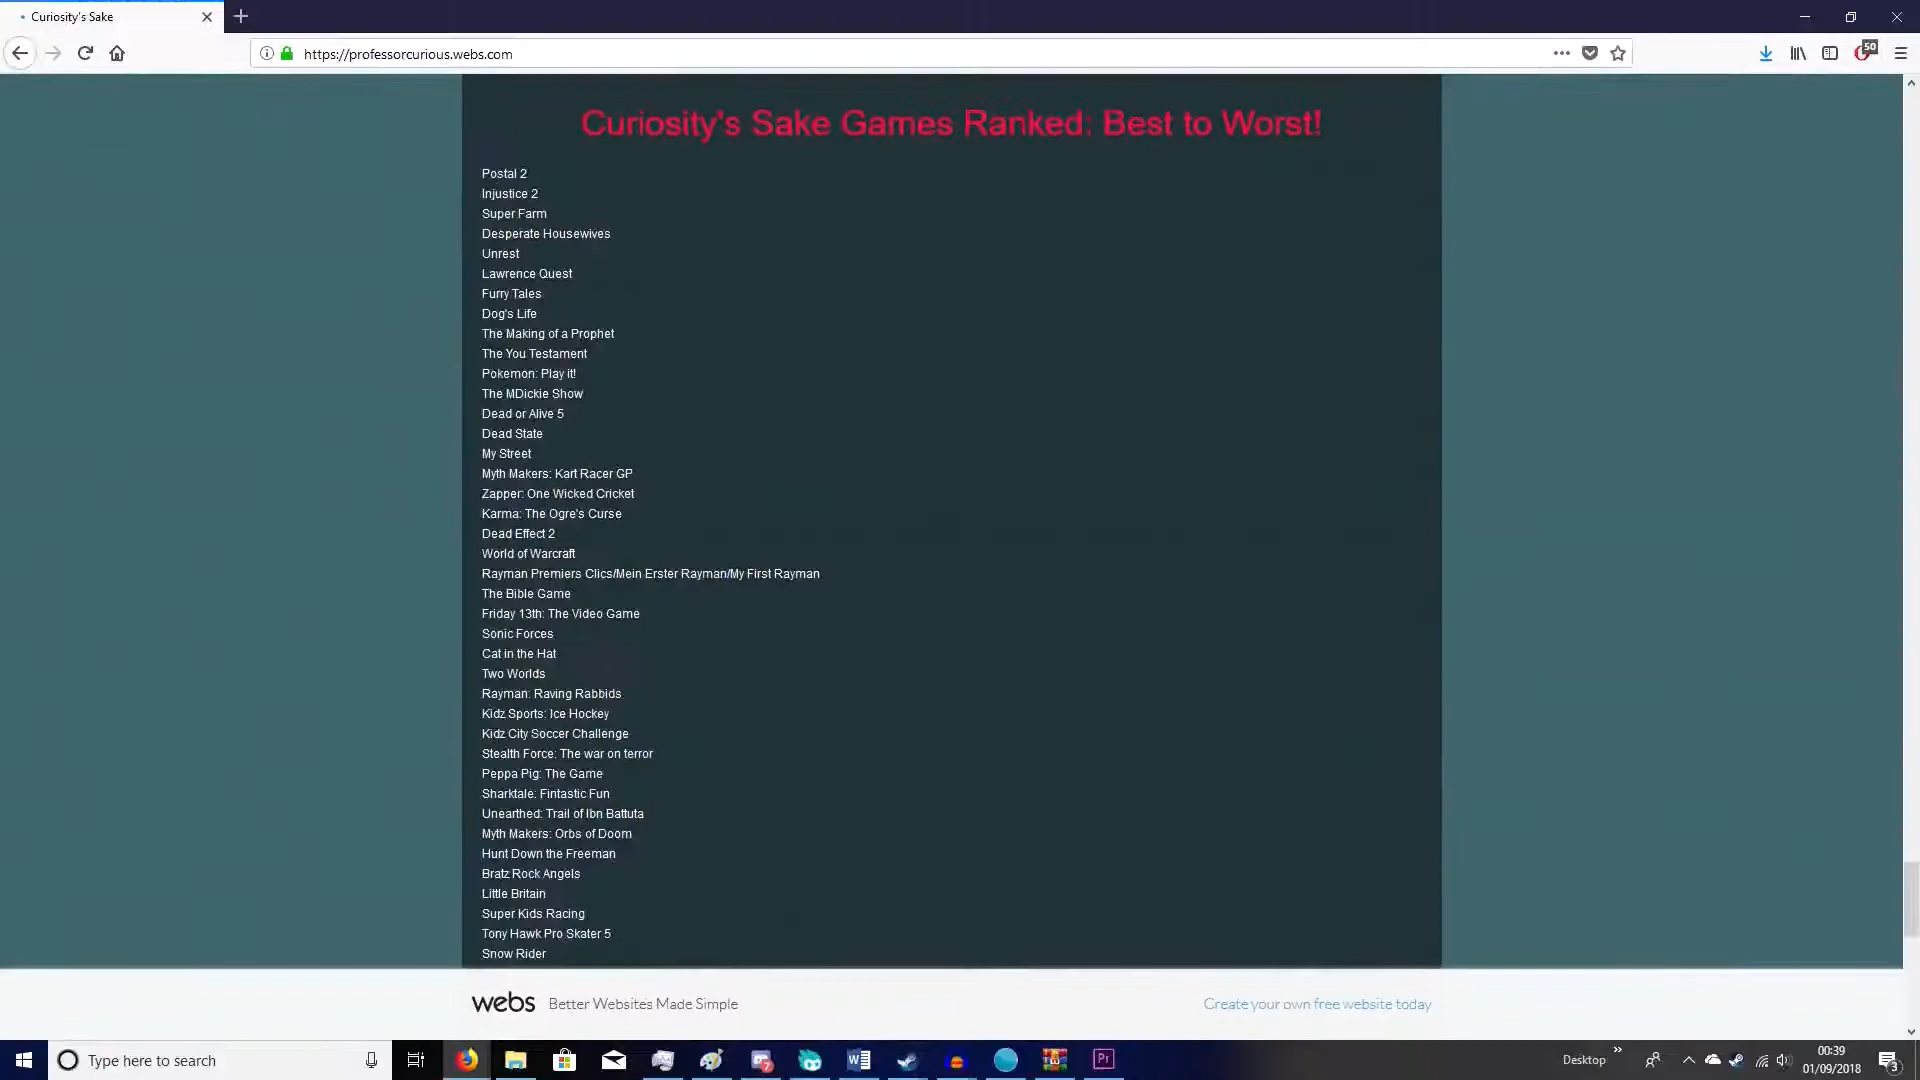 Curiosity's Sake
https://professorcurious.webs.com
50
Curiosity's Sake Games Ranked: Best to Worst!
Postal 2
Injustice 2
Super Farm
Desperate Housewives
Unrest
Lawrence Quest
Furry Tales
Dog's Life
The Making of a Prophet
The You Testament
Pokemon: Play it!
The MDickie Show
Dead or Alive 5
Dead State
My Street
Myth Makers: Kart Racer GP
Zapper: One Wicked Cricket
Karma: The Ogre's Curse
Dead Effect 2
World of Warcraft
Rayman Premiers Clics/Mein Erster Rayman/My First Rayman
The Bible Game
Friday 13th: The Video Game
Sonic Forces
Cat in the Hat
Two Worlds
Rayman: Raving Rabbids
Kidz Sports: Ice Hockey
Kidz City Soccer Challenge
Stealth Force: The war on terror
Peppa Pig: The Game
Sharktale: Fintastic Fun
Unearthed: Trail of Ibn Battuta
Myth Makers: Orbs of Doom
Hunt Down the Freeman
Bratz Rock Angels
Little Britain
Super Kids Racing
Tony Hawk Pro Skater 5
Snow Rider
webs Better Websites Made Simple Create your own free website today
Type here to search
7
W
Pr
Desktop
00:39
01/09/2018
3